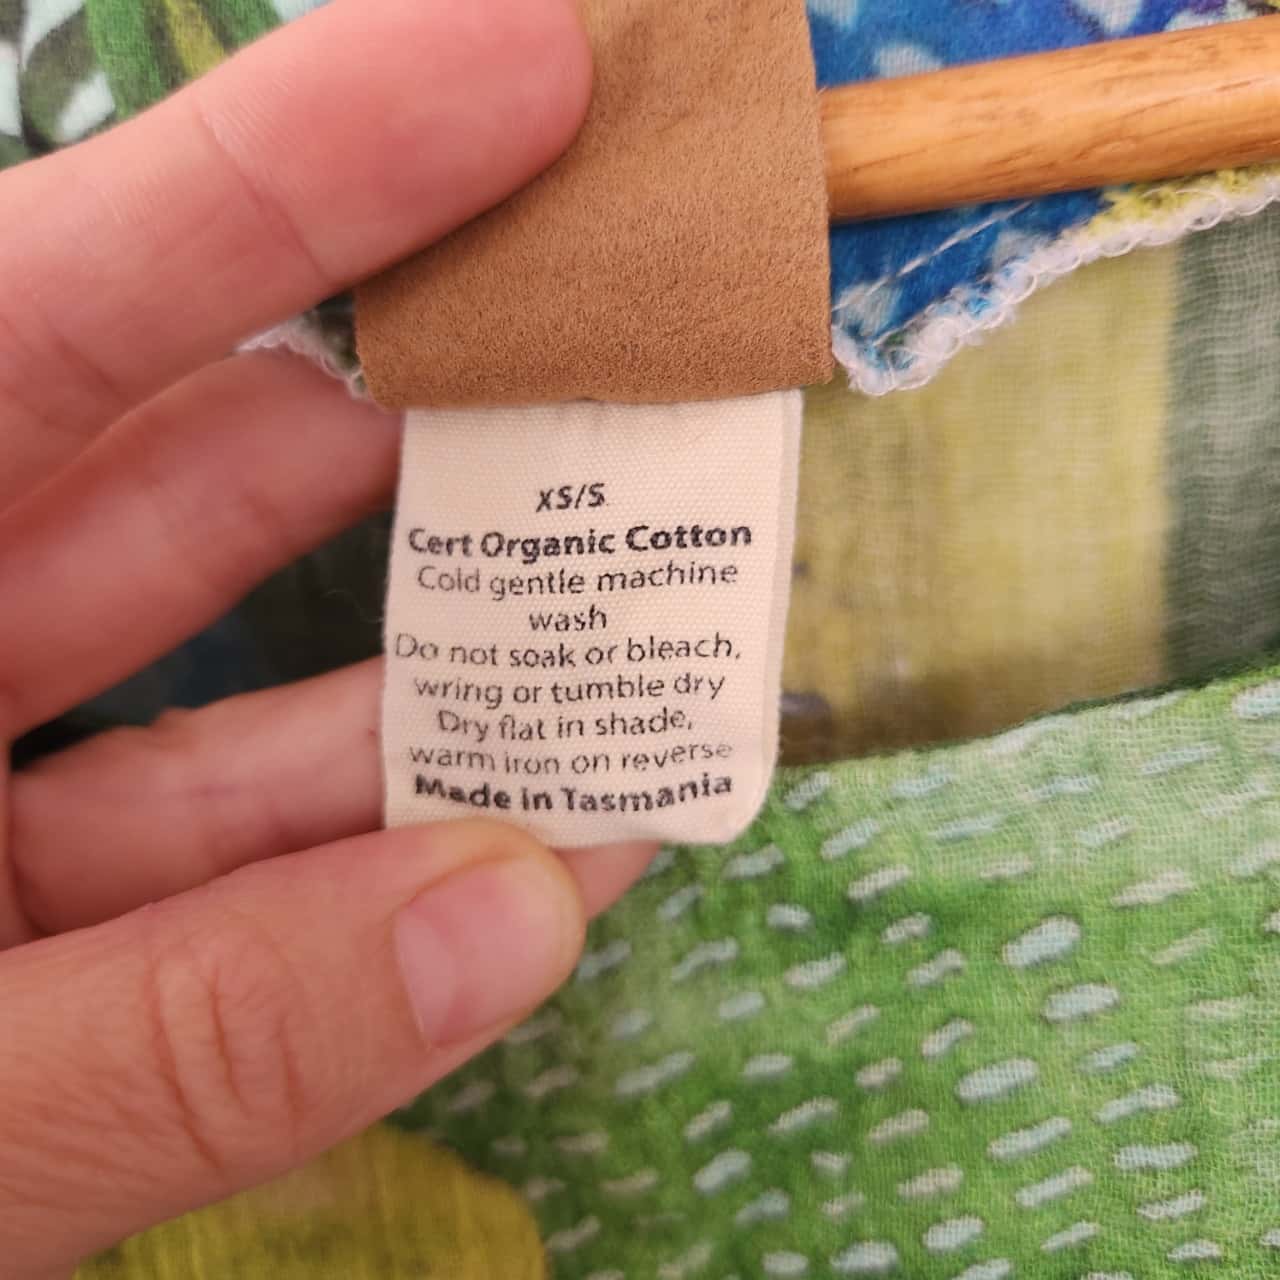 XS/S
Cert Organic Cotton
Cold gentle machine
wash
Do not soak or bleach,
wring or tumble dry
Dry flat in shade,
warm iron on reverse
Made in Tasmania